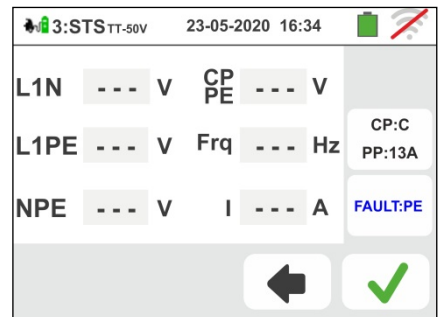 3:STS TT-50V 23-05-2020 16:34
L1N --- V CP PE --- V
L1PE --- V Frq --- Hz
NPE --- V I --- A
CP:C
PP:13A
FAULT:PE